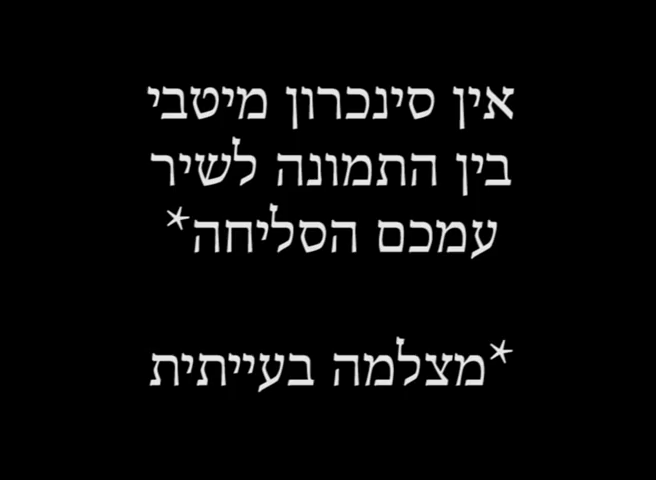 אין סינכרון מיטבי
בין התמונה לשיר
עמכם הסליחה*
*מצלמה בעייתית